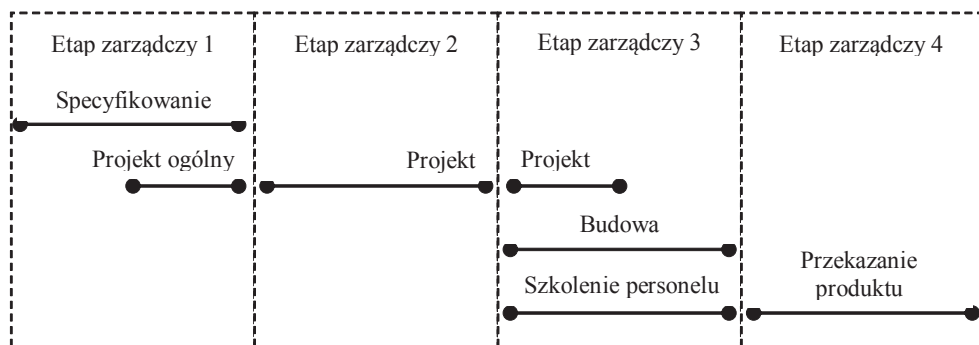 Etap zarządczy 1
Etap zarządczy 2
Etap zarządczy 3
Etap zarządczy 4
Specyfikowanie
Projekt ogólny
Projekt
Projekt
Budowa
Szkolenie personelu
Przekazanie
produktu